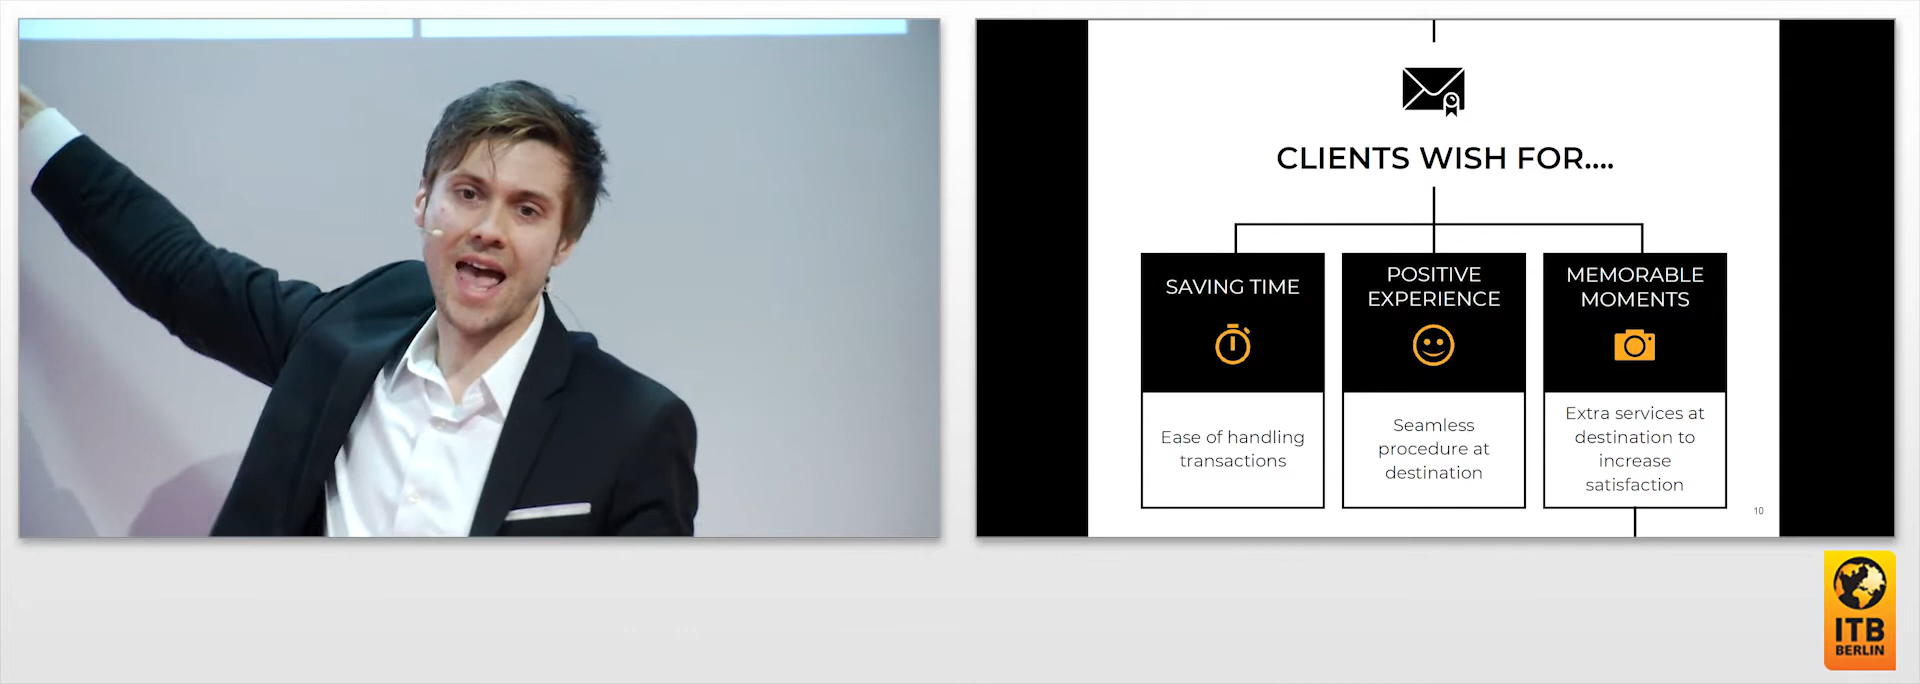 CLIENTS WISH FOR....
SAVING TIME
Ease of handling
transactions
POSITIVE
EXPERIENCE
Seamless
procedure at
destination
MEMORABLE
MOMENTS
Extra services at
destination to
increase
satisfaction
10
ITB
BERLIN